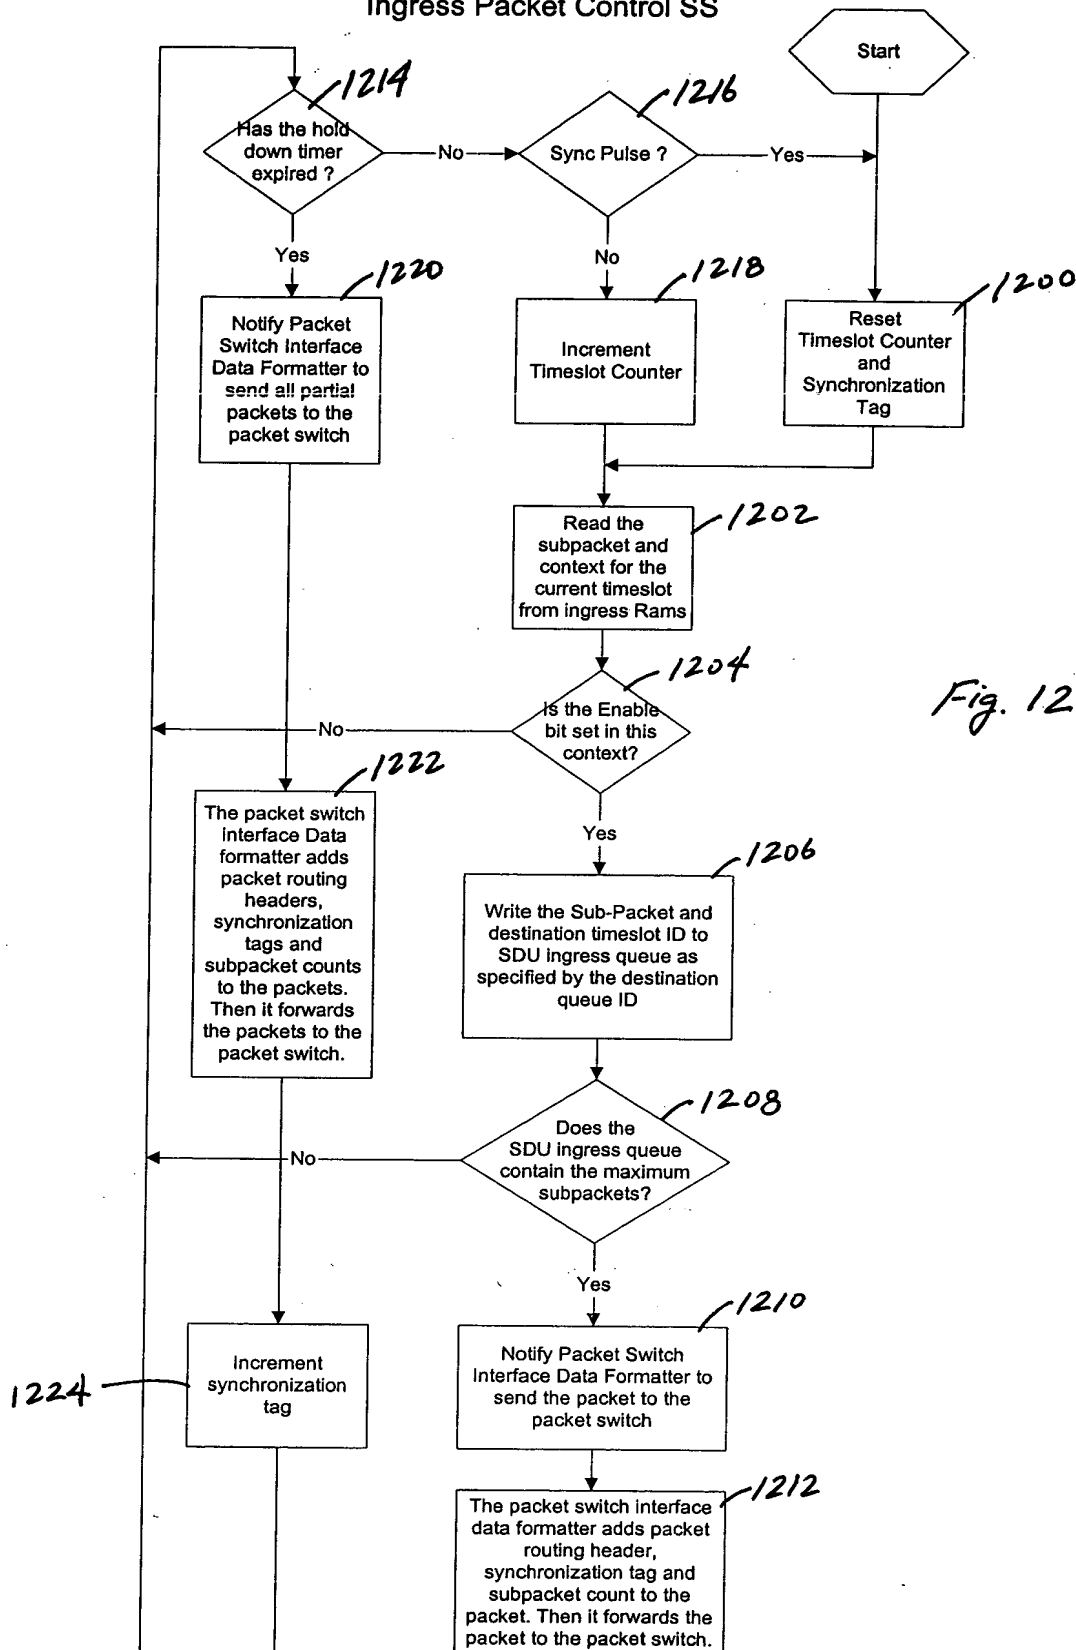 Ingress Packet Control SS
Start
1214
Has the hold
down timer
expired ?
No
1216
Sync Pulse ?
Yes
Yes
No
1220
Notify Packet
Switch Interface
Data Formatter to
send all partial
packets to the
packet switch
1218
Increment
Timeslot Counter
1200
Reset
Timeslot Counter
and
Synchronization
Tag
1202
Read the
subpacket and
context for the
current timeslot
from ingress Rams
1204
Is the Enable
bit set in this
context?
No
Yes
Fig. 12
1222
The packet switch
interface Data
formatter adds
packet routing
headers,
synchronization
tags and
subpacket counts
to the packets.
Then it forwards
the packets to the
packet switch.
1206
Write the Sub-Packet and
destination timeslot ID to
SDU ingress queue as
specified by the destination
queue ID
1208
Does the
SDU ingress queue
contain the maximum
subpackets?
No
Yes
1224
Increment
synchronization
tag
1210
Notify Packet Switch
Interface Data Formatter to
send the packet to the
packet switch
1212
The packet switch interface
data formatter adds packet
routing header,
synchronization tag and
subpacket count to the
packet. Then it forwards the
packet to the packet switch.